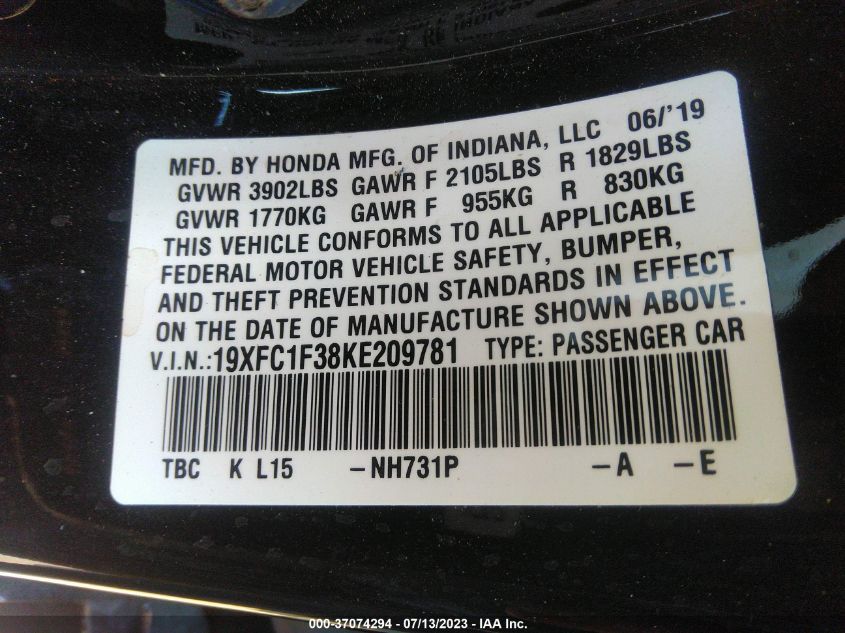 MFD. BY HONDA MFG. OF INDIANA, LLC 06/'19
GVWR 3902LBS GAWR F 2105LBS R 1829LBS
GVWR 1770KG GAWR F 955KG R 830KG
THIS VEHICLE CONFORMS TO ALL APPLICABLE
FEDERAL MOTOR VEHICLE SAFETY, BUMPER,
AND THEFT PREVENTION STANDARDS IN EFFECT
ON THE DATE OF MANUFACTURE SHOWN ABOVE.
V.I.N.:19XFC1F38KE209781 TYPE: PASSENGER CAR
TBC K L15 -NH731P -A -E
000-37074294 - 07/13/2023 - IAA Inc.